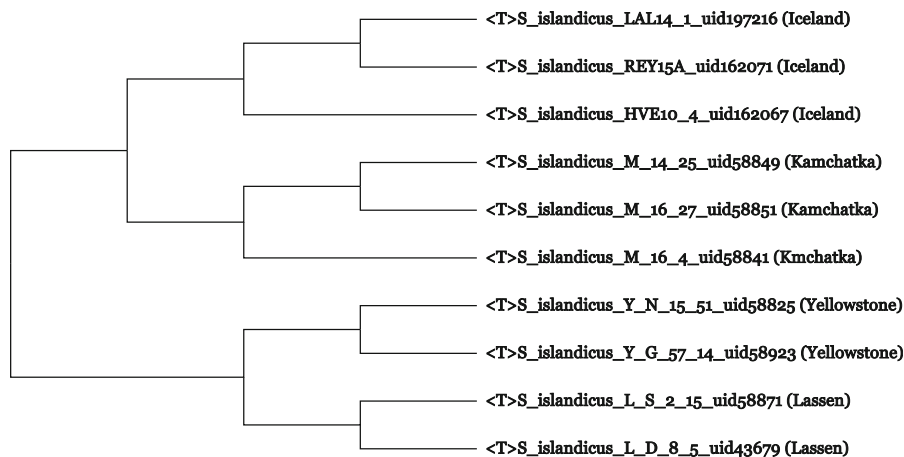 <T>S_islandicus_LAL14_1_uid197216 (Iceland)
<T>S_islandicus_REY15A_uid162071 (Iceland)
<T>S_islandicus_HVE10_4_uid162067 (Iceland)
<T>S_islandicus_M_14_25_uid58849 (Kamchatka)
<T>S_islandicus_M_16_27_uid58851 (Kamchatka)
<T>S_islandicus_M_16_4_uid58841 (Kmchatka)
<T>S_islandicus_Y_N_15_51_uid58825 (Yellowstone)
<T>S_islandicus_Y_G_57_14_uid58923 (Yellowstone)
<T>S_islandicus_L_S_2_15_uid58871 (Lassen)
<T>S_islandicus_L_D_8_5_uid43679 (Lassen)